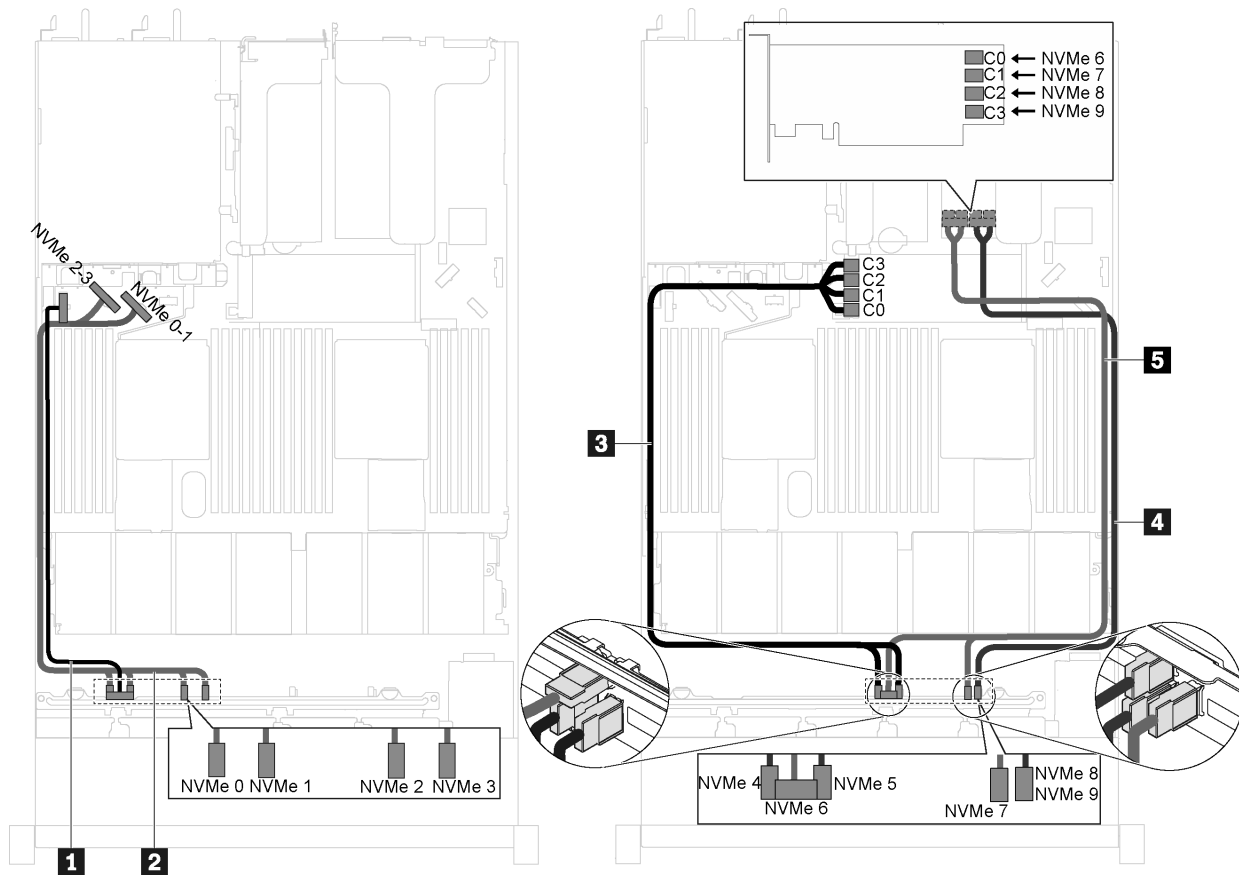 NVMe 2-3
NVMe 0-1
NVMe 0
NVMe 1
NVMe 2
NVMe 3
1
2
C0 ← NVMe 6
C1 ← NVMe 7
C2 ← NVMe 8
C3 ← NVMe 9
C3
C2
C1
C0
5
3
4
NVMe 4
NVMe 5
NVMe 6
NVMe 7
NVMe 8
NVMe 9